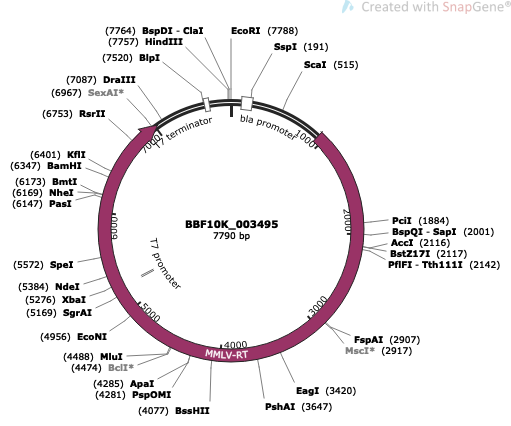 Created with SnapGene®
(7764) BspDI - ClaI
(7757) HindIII
(7520) BlpI
(7087) DraIII
(6967) SexAI*
(6753) RsrII
(6401) KflI
(6347) BamHI
(6173) BmtI
(6169) NheI
(6147) PasI
(5572) SpeI
(5384) NdeI
(5276) XbaI
(5169) SgrAI
(4956) EcoNI
(4488) MluI
(4474) BclI*
(4285) ApaI
(4281) PspOMI
(4077) BssHII
EcoRI (7788)
SspI (191)
ScaI (515)
PciI (1884)
BspQI - SapI (2001)
AccI (2116)
BstZ17I (2117)
PflFI - Tth111I (2142)
FspAI (2907)
MscI* (2917)
EagI (3420)
PshAI (3647)
T7 terminator
bla promoter
T7 promoter
MMLV-RT
1000
2000
3000
4000
5000
6000
7000
BBF10K_003495
7790 bp